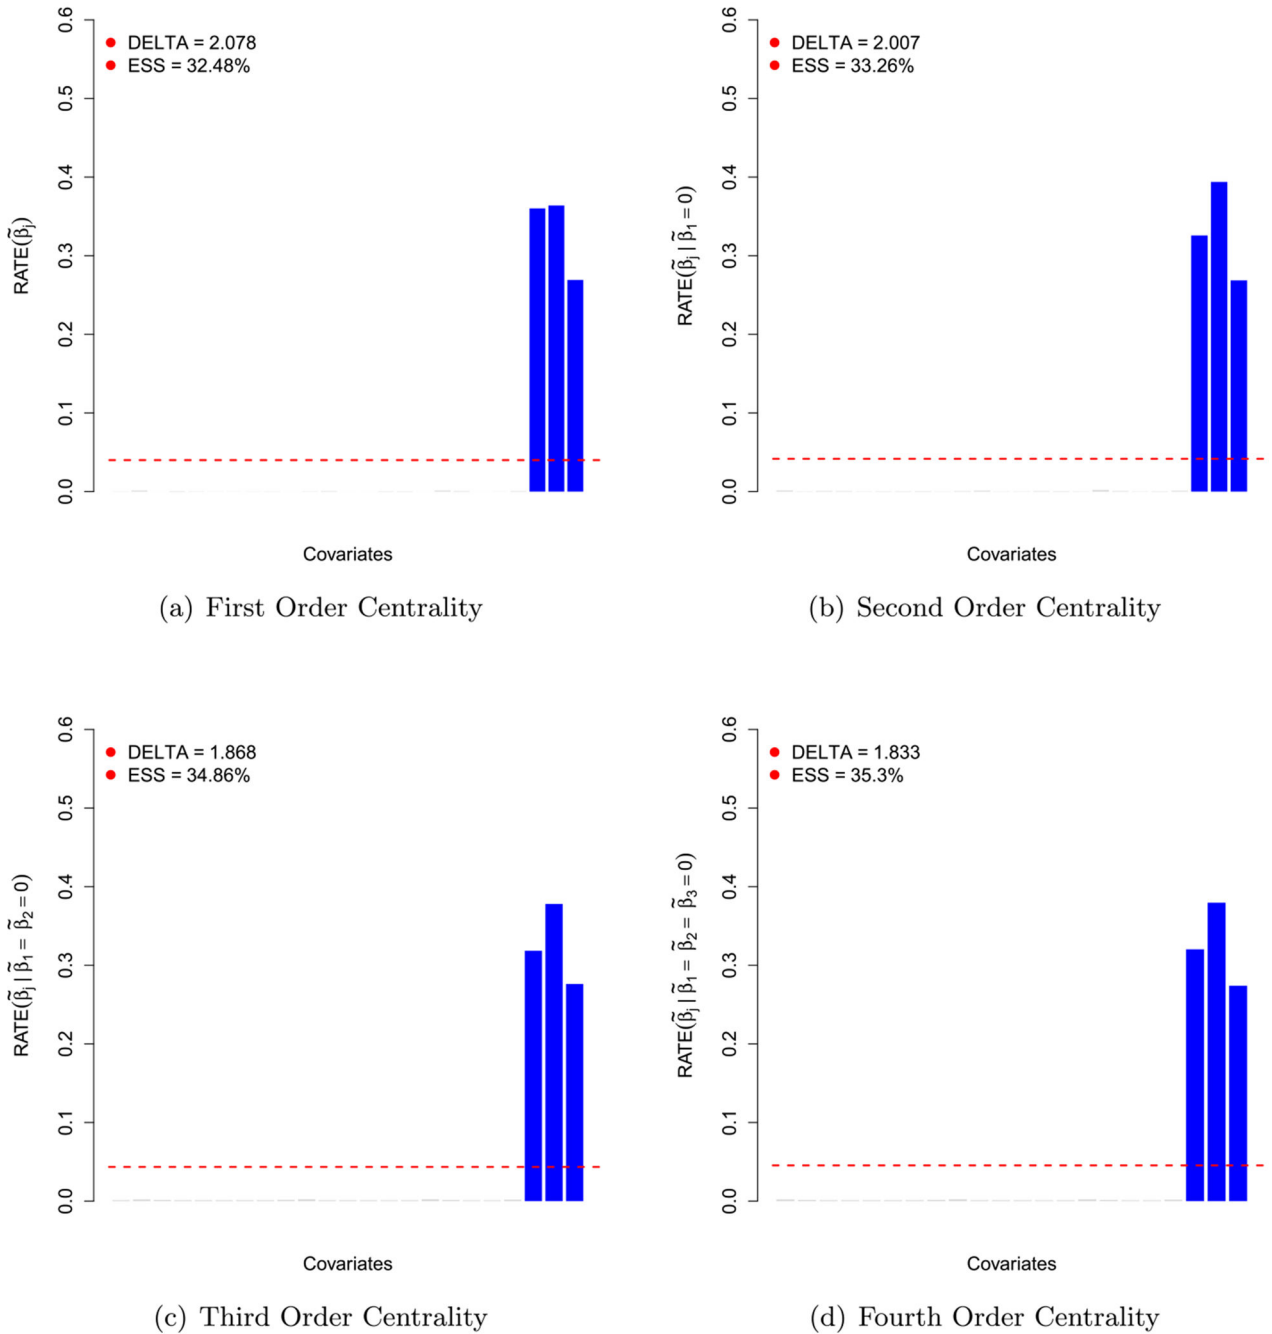 DELTA = 2.078
ESS = 32.48%
0.6
0.5
0.4
0.3
0.2
0.1
0.0
RATE(β̃j)
Covariates
(a) First Order Centrality
DELTA = 2.007
ESS = 33.26%
0.6
0.5
0.4
0.3
0.2
0.1
0.0
RATE(β̃j | β̃1 = 0)
Covariates
(b) Second Order Centrality
DELTA = 1.868
ESS = 34.86%
0.6
0.5
0.4
0.3
0.2
0.1
0.0
RATE(β̃j | β̃1 = β̃2 = 0)
Covariates
(c) Third Order Centrality
DELTA = 1.833
ESS = 35.3%
0.6
0.5
0.4
0.3
0.2
0.1
0.0
RATE(β̃j | β̃1 = β̃2 = β̃3 = 0)
Covariates
(d) Fourth Order Centrality